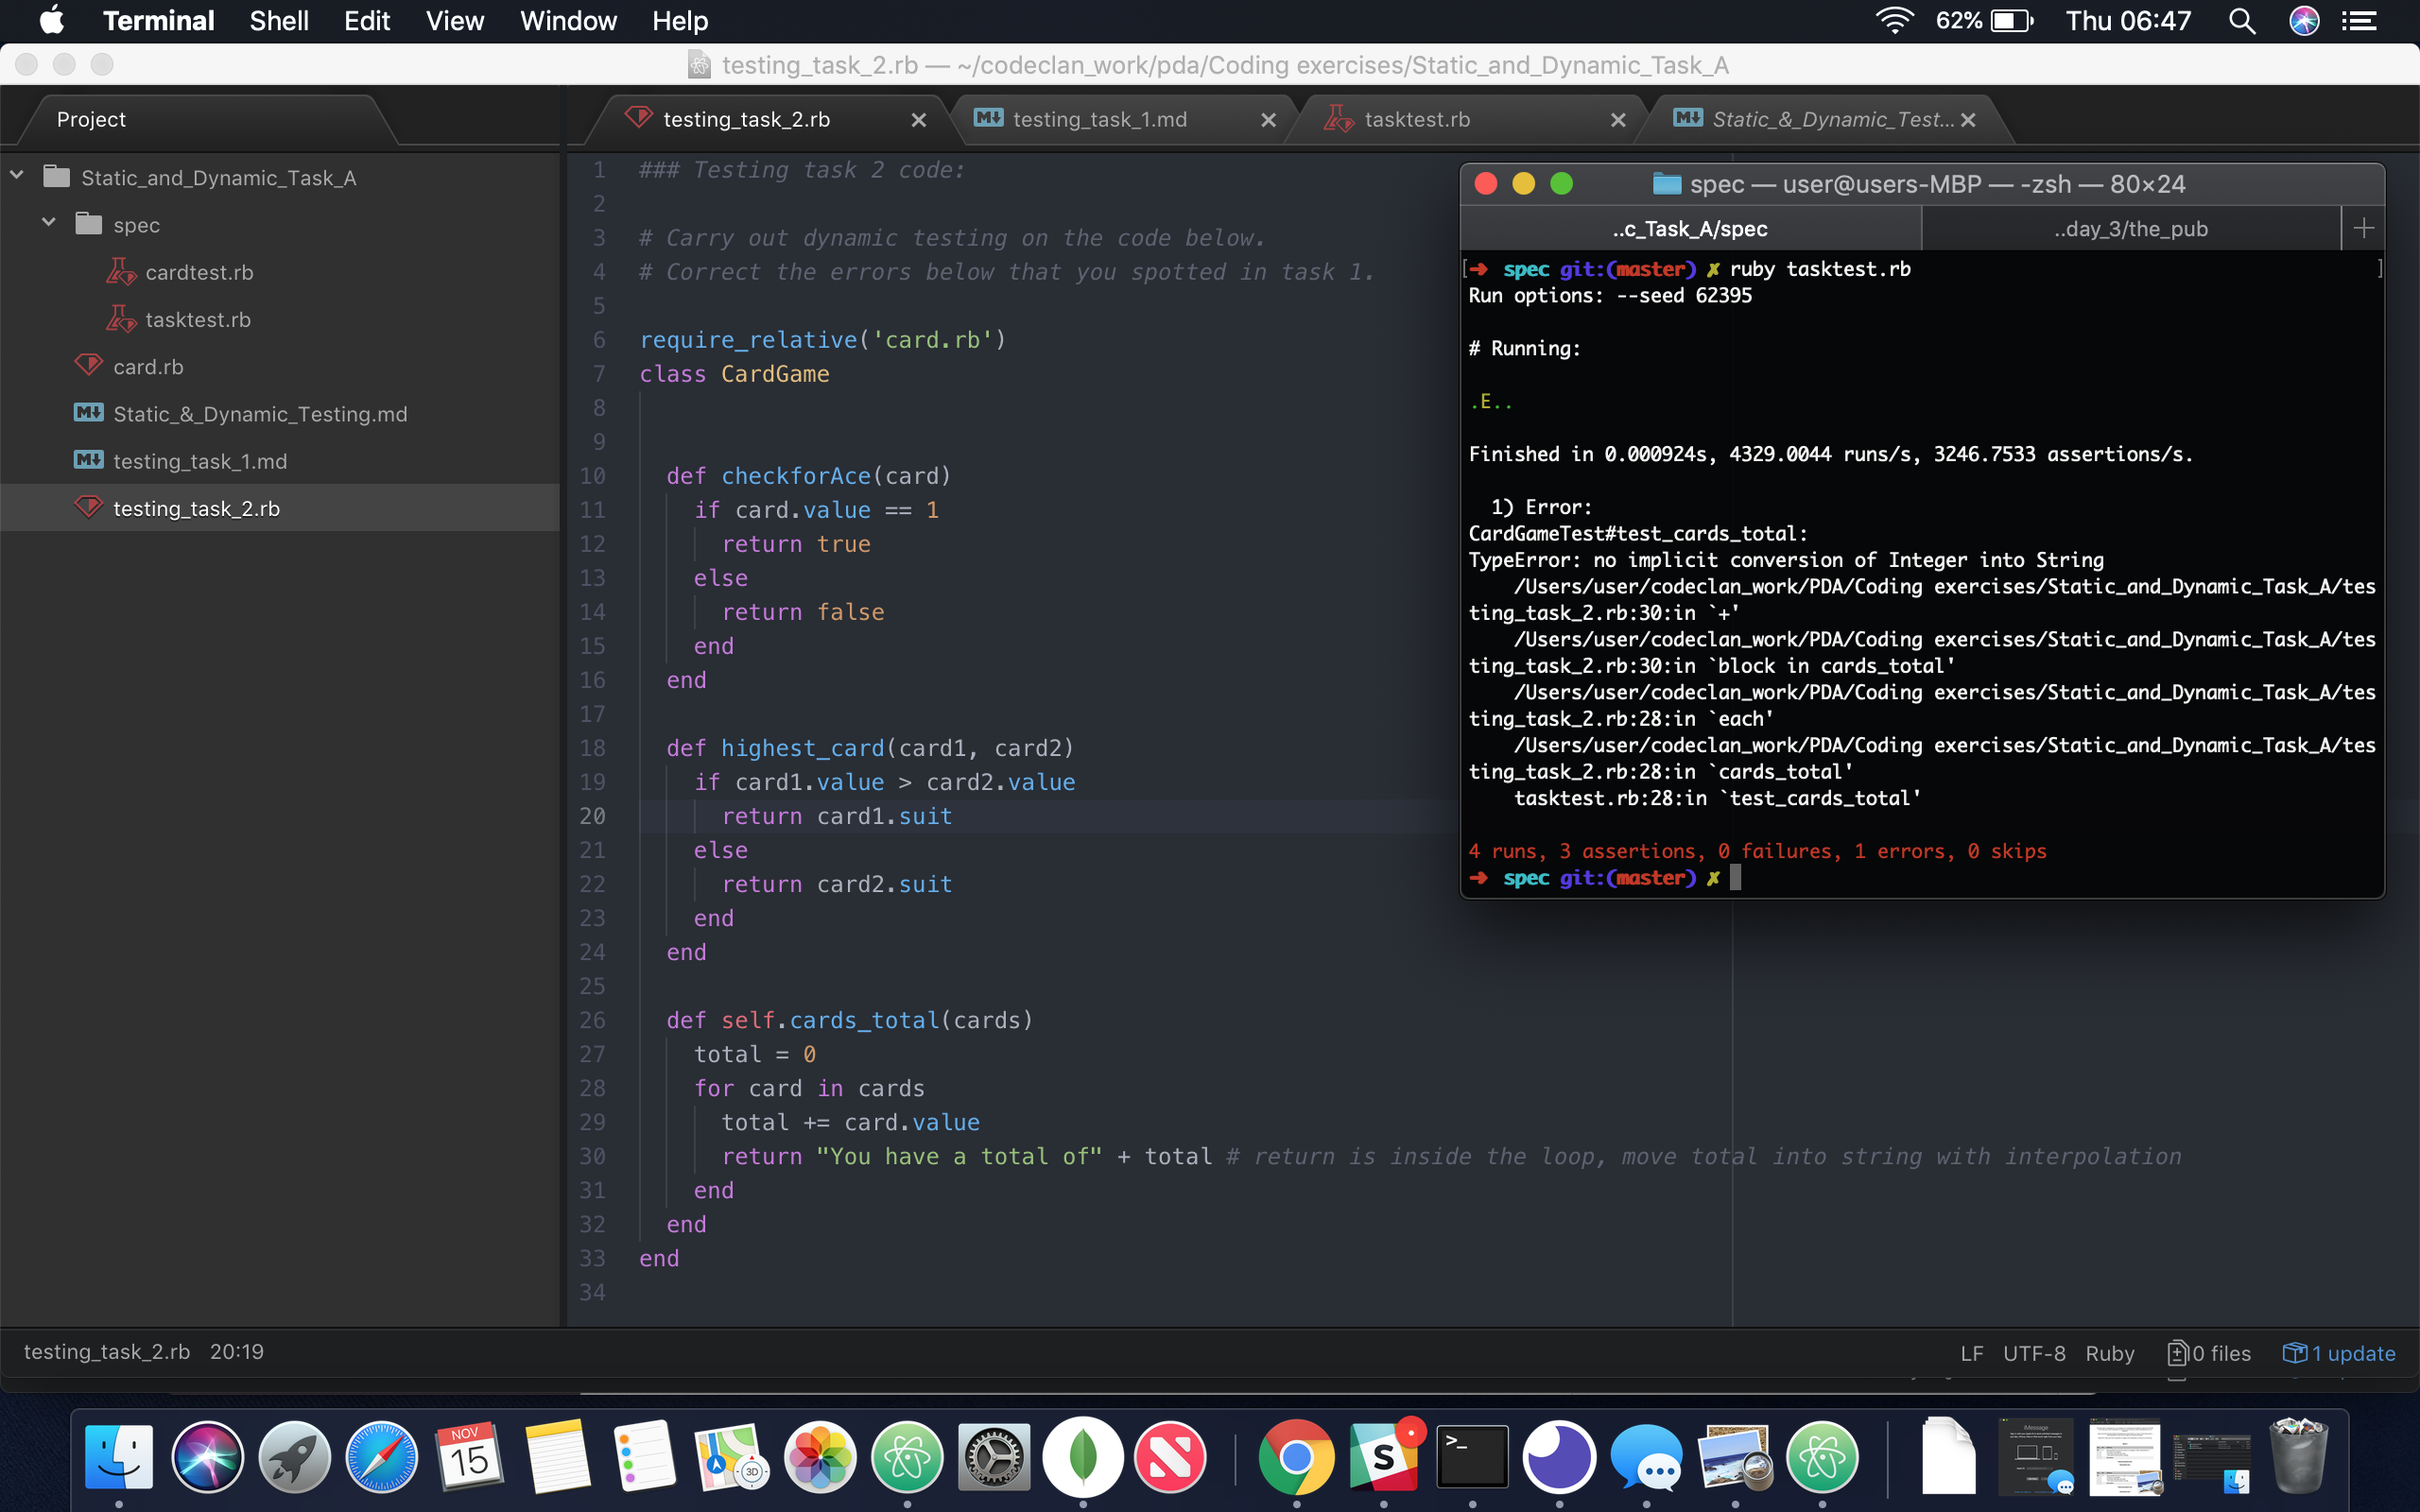 Terminal Shell Edit View Window Help 62% Thu 06:47
testing_task_2.rb — ~/codeclan_work/pda/Coding exercises/Static_and_Dynamic_Task_A
Project
testing_task_2.rb testing_task_1.md tasktest.rb Static_&_Dynamic_Test...
Static_and_Dynamic_Task_A
spec
cardtest.rb
tasktest.rb
card.rb
Static_&_Dynamic_Testing.md
testing_task_1.md
testing_task_2.rb
1 ### Testing task 2 code:
2
3 # Carry out dynamic testing on the code below.
4 # Correct the errors below that you spotted in task 1.
5
6 require_relative('card.rb')
7 class CardGame
8
9
10 def checkforAce(card)
11 if card.value == 1
12 return true
13 else
14 return false
15 end
16 end
17
18 def highest_card(card1, card2)
19 if card1.value > card2.value
20 return card1.suit
21 else
22 return card2.suit
23 end
24 end
25
26 def self.cards_total(cards)
27 total = 0
28 for card in cards
29 total += card.value
30 return "You have a total of" + total # return is inside the loop, move total into string with interpolation
31 end
32 end
33 end
34
spec — user@users-MBP — -zsh — 80×24
..c_Task_A/spec ..day_3/the_pub
[➜ spec git:(master) ✗ ruby tasktest.rb ]
Run options: --seed 62395
# Running:
.E..
Finished in 0.000924s, 4329.0044 runs/s, 3246.7533 assertions/s.
1) Error:
CardGameTest#test_cards_total:
TypeError: no implicit conversion of Integer into String
/Users/user/codeclan_work/PDA/Coding exercises/Static_and_Dynamic_Task_A/tes
ting_task_2.rb:30:in `+'
/Users/user/codeclan_work/PDA/Coding exercises/Static_and_Dynamic_Task_A/tes
ting_task_2.rb:30:in `block in cards_total'
/Users/user/codeclan_work/PDA/Coding exercises/Static_and_Dynamic_Task_A/tes
ting_task_2.rb:28:in `each'
/Users/user/codeclan_work/PDA/Coding exercises/Static_and_Dynamic_Task_A/tes
ting_task_2.rb:28:in `cards_total'
tasktest.rb:28:in `test_cards_total'
4 runs, 3 assertions, 0 failures, 1 errors, 0 skips
➜ spec git:(master) ✗
testing_task_2.rb 20:19 LF UTF-8 Ruby 0 files 1 update
NOV
15
3D
S
>_